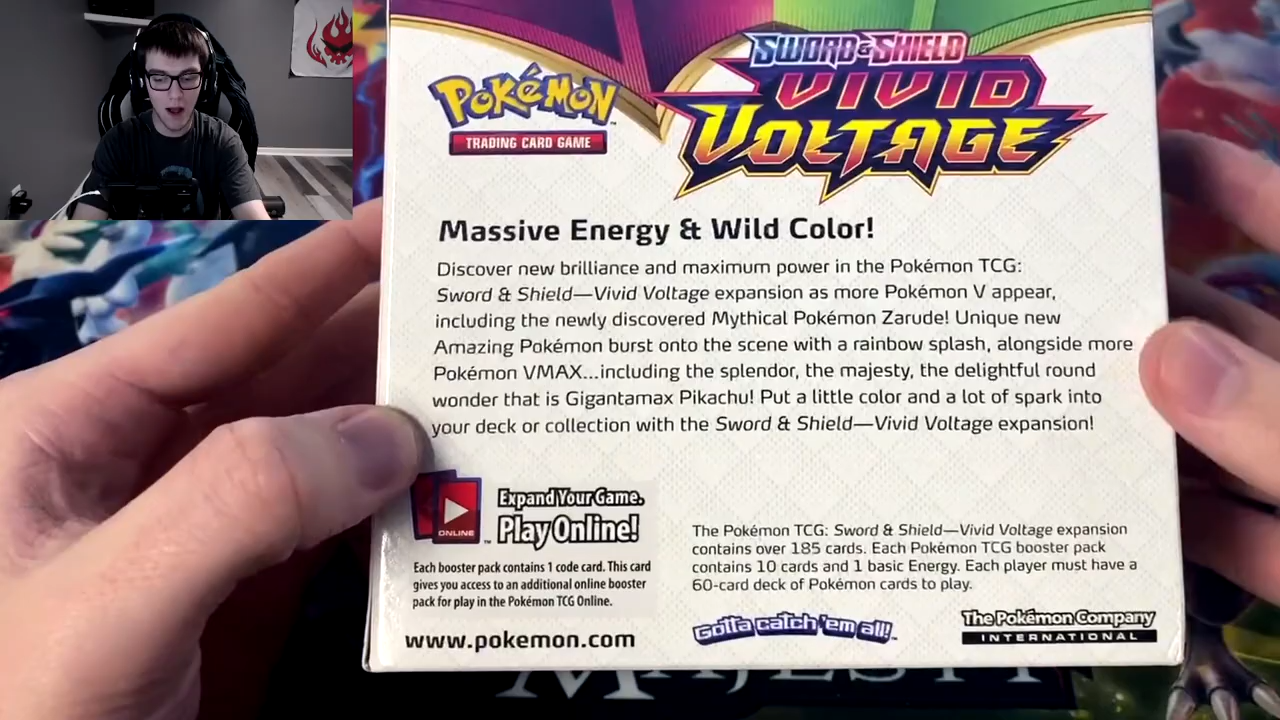 SWORD & SHIELD
VIVID
VOLTAGE
POKéMON
TRADING CARD GAME
Massive Energy & Wild Color!
Discover new brilliance and maximum power in the Pokémon TCG:
Sword & Shield—Vivid Voltage expansion as more Pokémon V appear,
including the newly discovered Mythical Pokémon Zarude! Unique new
Amazing Pokémon burst onto the scene with a rainbow splash, alongside more
Pokémon VMAX...including the splendor, the majesty, the delightful round
wonder that is Gigantamax Pikachu! Put a little color and a lot of spark into
your deck or collection with the Sword & Shield—Vivid Voltage expansion!
Expand Your Game.
Play Online!
ONLINE
™
Each booster pack contains 1 code card. This card
gives you access to an additional online booster
pack for play in the Pokémon TCG Online.
www.pokemon.com
The Pokémon TCG: Sword & Shield—Vivid Voltage expansion
contains over 185 cards. Each Pokémon TCG booster pack
contains 10 cards and 1 basic Energy. Each player must have a
60-card deck of Pokémon cards to play.
Gotta catch 'em all!™
The Pokémon Company
INTERNATIONAL
MAJESTY